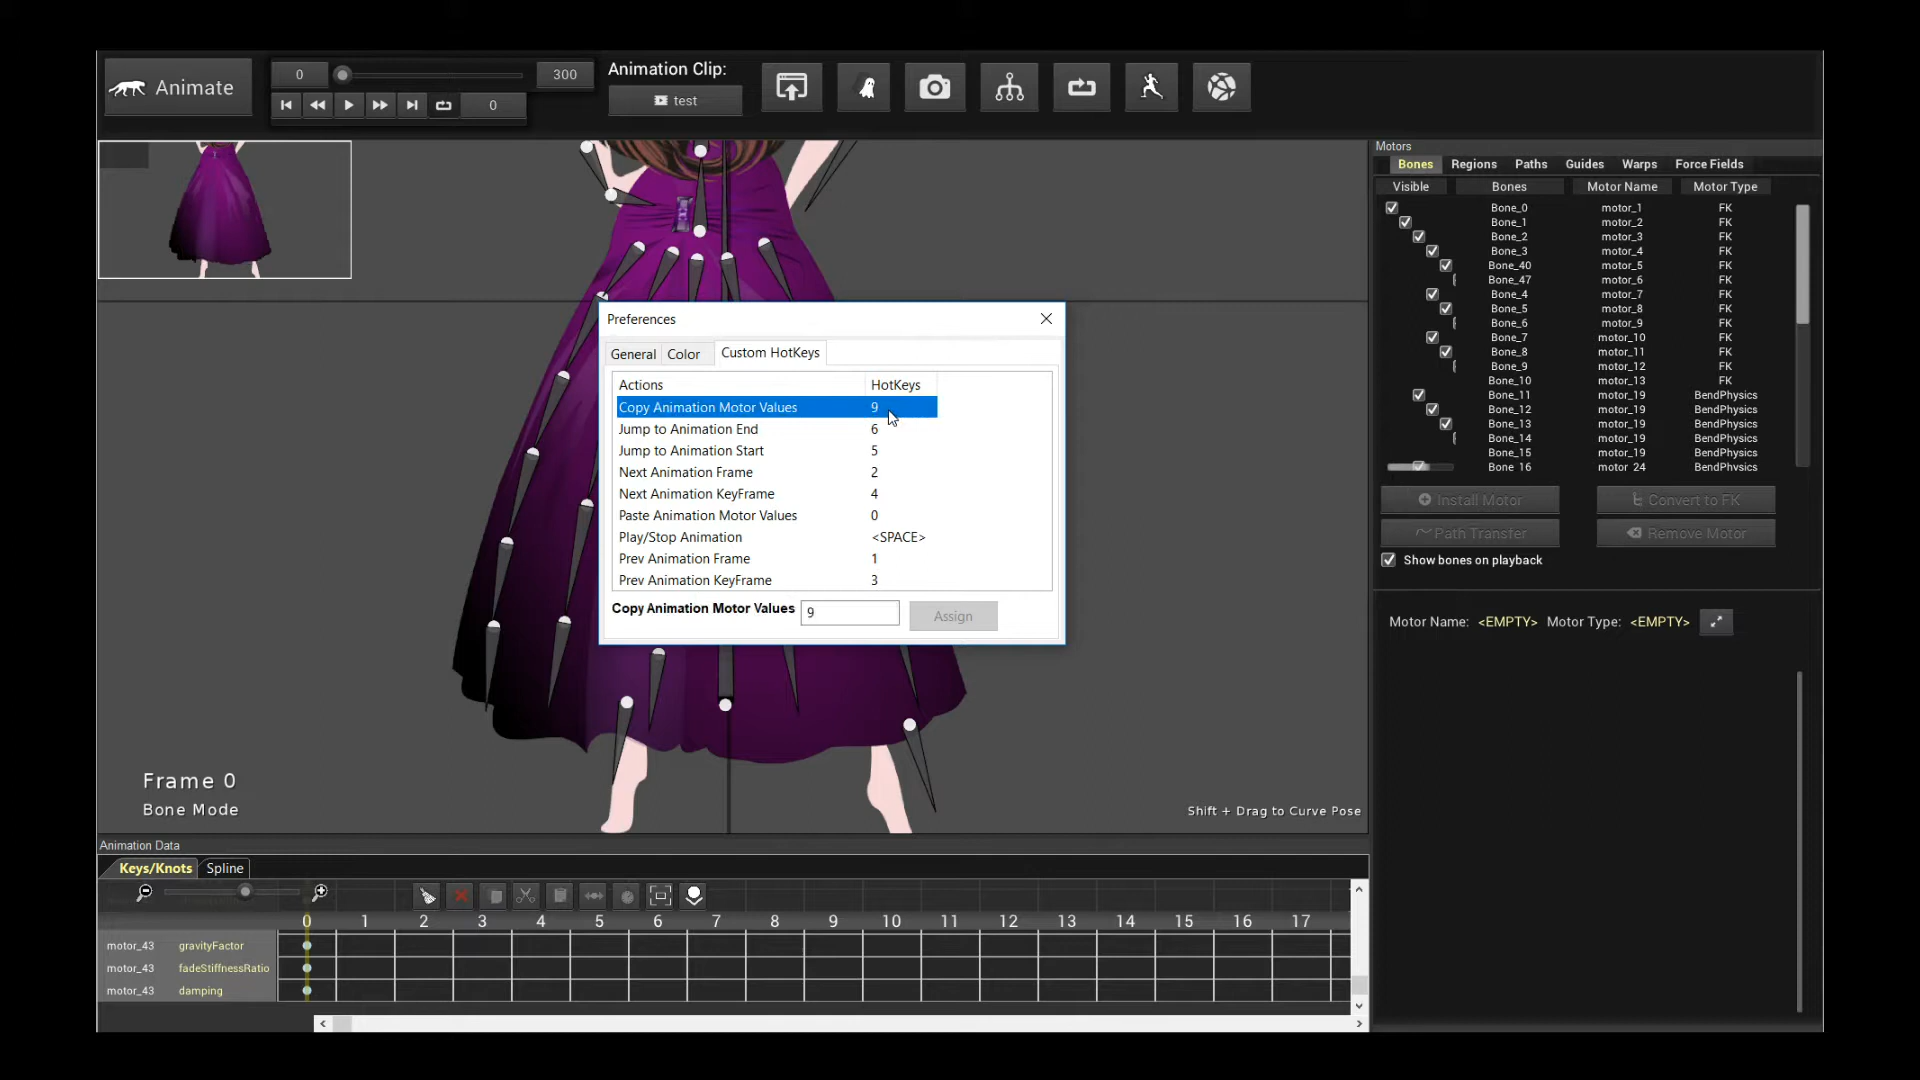 Animate
0
300
0
Animation Clip:
test
Motors
Bones Regions Paths Guides Warps Force Fields
Visible Bones Motor Name Motor Type
Bone_0 motor_1 FK
Bone_1 motor_2 FK
Bone_2 motor_3 FK
Bone_3 motor_4 FK
Bone_40 motor_5 FK
Bone_47 motor_6 FK
Bone_4 motor_7 FK
Bone_5 motor_8 FK
Bone_6 motor_9 FK
Bone_7 motor_10 FK
Bone_8 motor_11 FK
Bone_9 motor_12 FK
Bone_10 motor_13 FK
Bone_11 motor_19 BendPhysics
Bone_12 motor_19 BendPhysics
Bone_13 motor_19 BendPhysics
Bone_14 motor_19 BendPhysics
Bone_15 motor_19 BendPhysics
Bone_16 motor_24 BendPhysics
Install Motor Convert to FK
Path Transfer Remove Motor
Show bones on playback
Motor Name: <EMPTY> Motor Type: <EMPTY>
Preferences
General Color Custom HotKeys
Actions HotKeys
Copy Animation Motor Values 9
Jump to Animation End 6
Jump to Animation Start 5
Next Animation Frame 2
Next Animation KeyFrame 4
Paste Animation Motor Values 0
Play/Stop Animation <SPACE>
Prev Animation Frame 1
Prev Animation KeyFrame 3
Copy Animation Motor Values 9 Assign
Frame 0
Bone Mode
Shift + Drag to Curve Pose
Animation Data
Keys/Knots Spline
0 1 2 3 4 5 6 7 8 9 10 11 12 13 14 15 16 17
motor_43 gravityFactor
motor_43 fadeStiffnessRatio
motor_43 damping